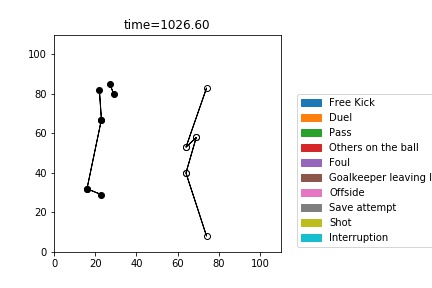 time=1026.60
100
80
60
40
20
0
0 20 40 60 80 100
Free Kick
Duel
Pass
Others on the ball
Foul
Goalkeeper leaving l
Offside
Save attempt
Shot
Interruption